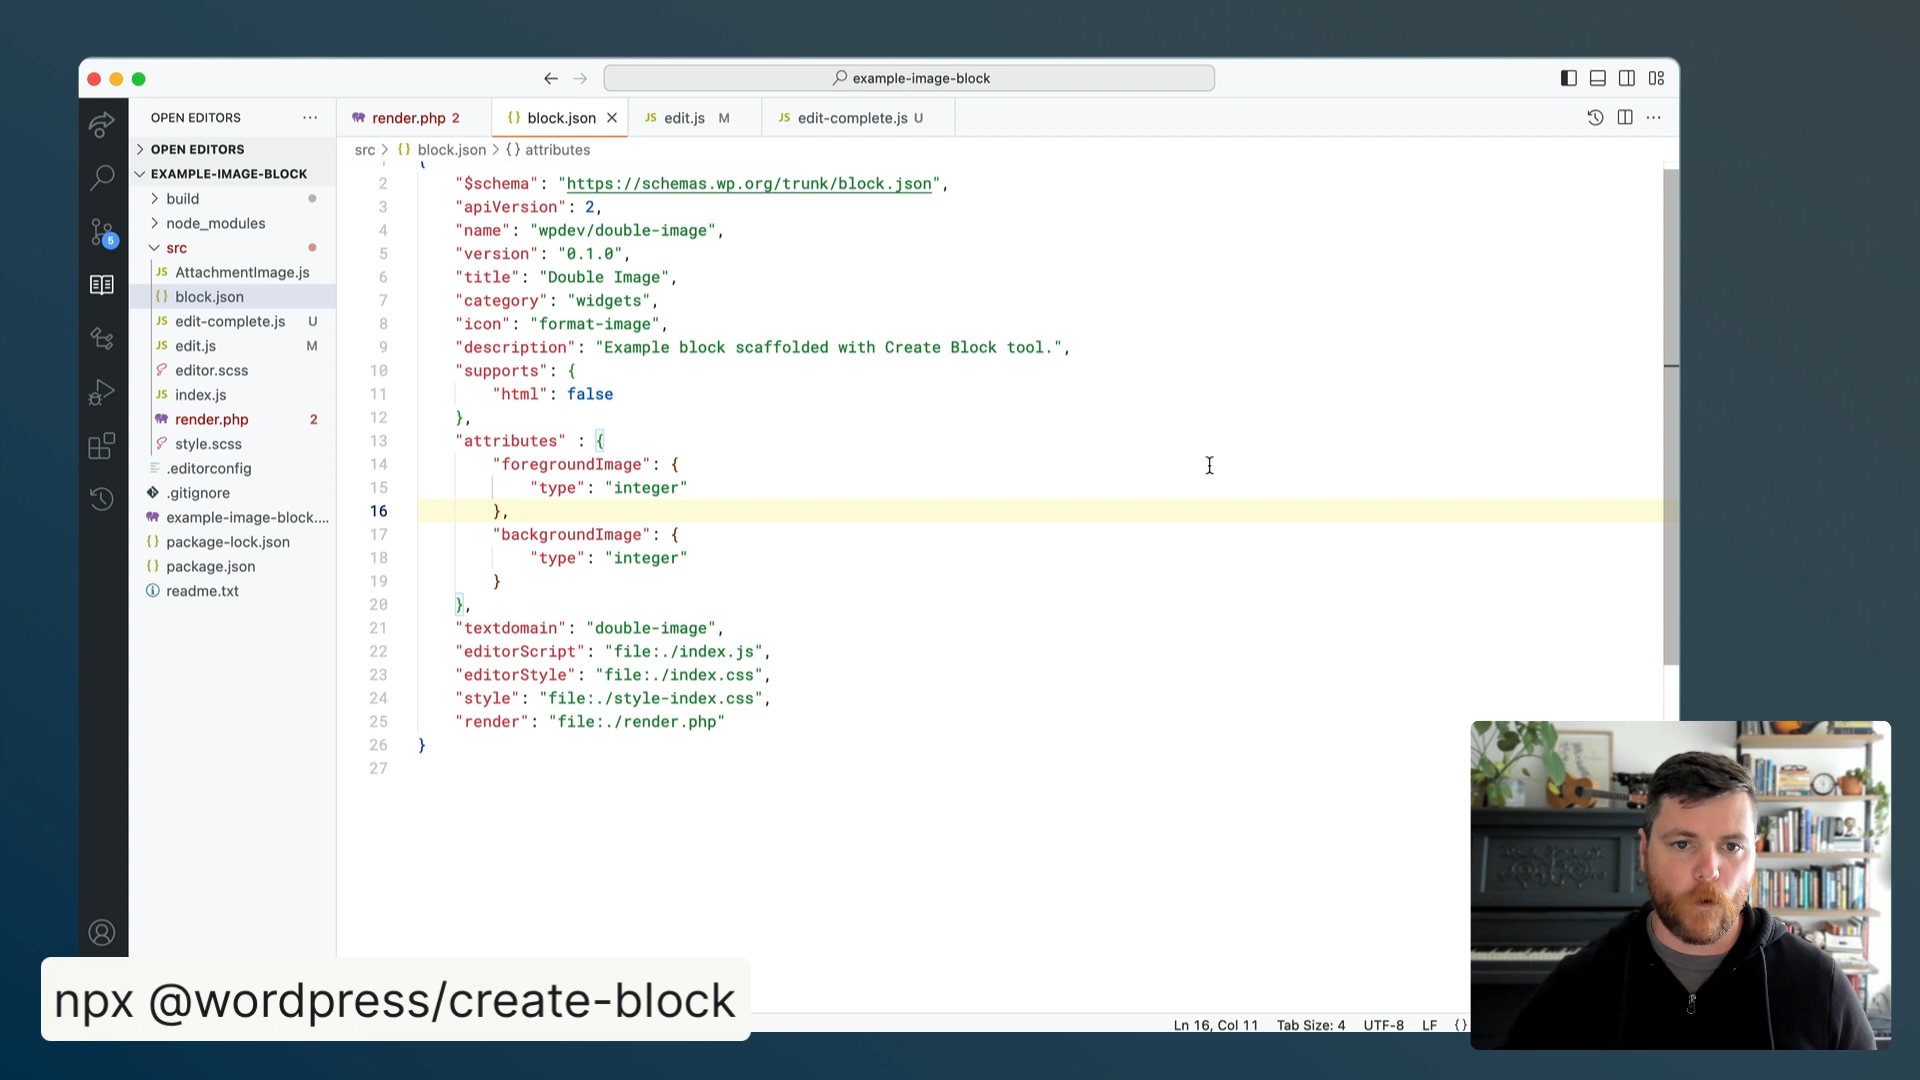 example-image-block
OPEN EDITORS
render.php 2
{} block.json
JS edit.js M
JS edit-complete.js U
src > {} block.json > {} attributes
OPEN EDITORS
EXAMPLE-IMAGE-BLOCK
build
node_modules
src
JS AttachmentImage.js
{} block.json
JS edit-complete.js U
JS edit.js M
editor.scss
JS index.js
render.php 2
style.scss
.editorconfig
.gitignore
example-image-block....
{} package-lock.json
{} package.json
readme.txt
5
{
2 "$schema": "https://schemas.wp.org/trunk/block.json",
3 "apiVersion": 2,
4 "name": "wpdev/double-image",
5 "version": "0.1.0",
6 "title": "Double Image",
7 "category": "widgets",
8 "icon": "format-image",
9 "description": "Example block scaffolded with Create Block tool.",
10 "supports": {
11 "html": false
12 },
13 "attributes" : {
14 "foregroundImage": {
15 "type": "integer"
16 },
17 "backgroundImage": {
18 "type": "integer"
19 }
20 },
21 "textdomain": "double-image",
22 "editorScript": "file:./index.js",
23 "editorStyle": "file:./index.css",
24 "style": "file:./style-index.css",
25 "render": "file:./render.php"
26 }
27
npx @wordpress/create-block
Ln 16, Col 11 Tab Size: 4 UTF-8 LF {}